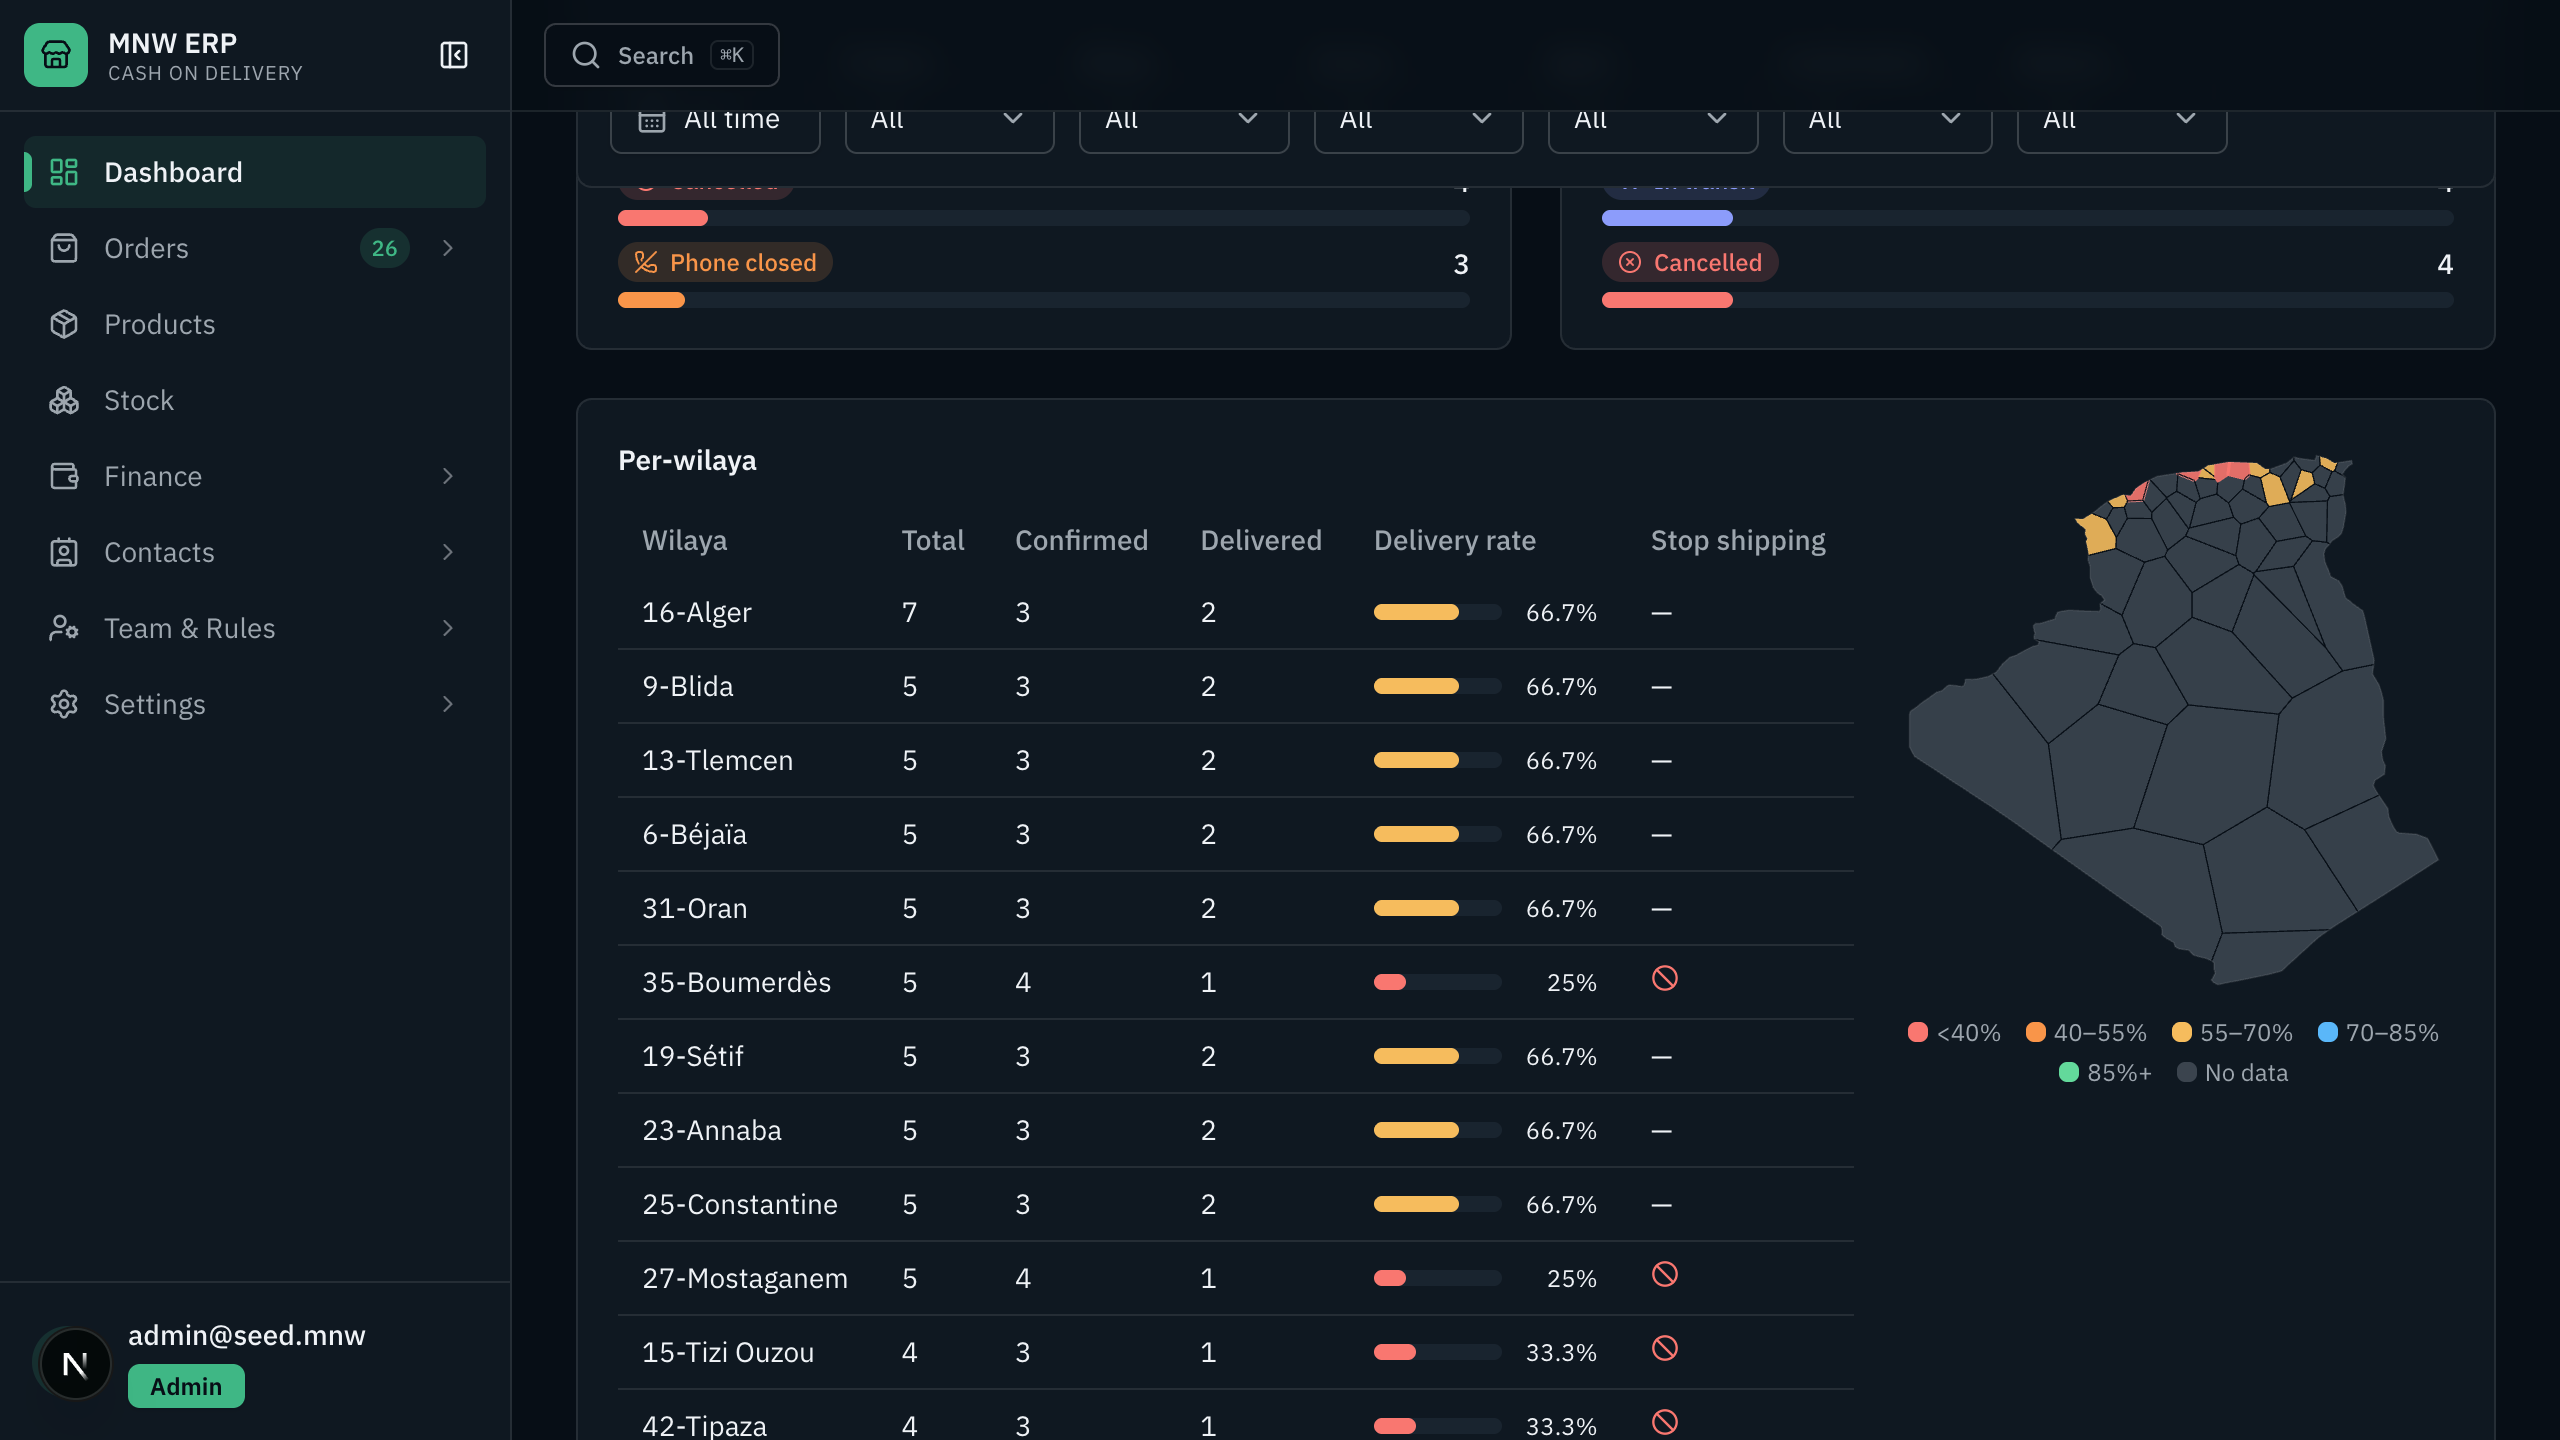 MNW ERP
CASH ON DELIVERY
Search ⌘K
Dashboard
Orders 26
Products
Stock
Finance
Contacts
Team & Rules
Settings
admin@seed.mnw
Admin
All time All All All All All All
Cancelled 4
Phone closed 3
In transit 4
Cancelled 4
Per-wilaya
Wilaya Total Confirmed Delivered Delivery rate Stop shipping
16-Alger 7 3 2 66.7% —
9-Blida 5 3 2 66.7% —
13-Tlemcen 5 3 2 66.7% —
6-Béjaïa 5 3 2 66.7% —
31-Oran 5 3 2 66.7% —
35-Boumerdès 5 4 1 25%
19-Sétif 5 3 2 66.7% —
23-Annaba 5 3 2 66.7% —
25-Constantine 5 3 2 66.7% —
27-Mostaganem 5 4 1 25%
15-Tizi Ouzou 4 3 1 33.3%
42-Tipaza 4 3 1 33.3%
<40% 40–55% 55–70% 70–85%
85%+ No data